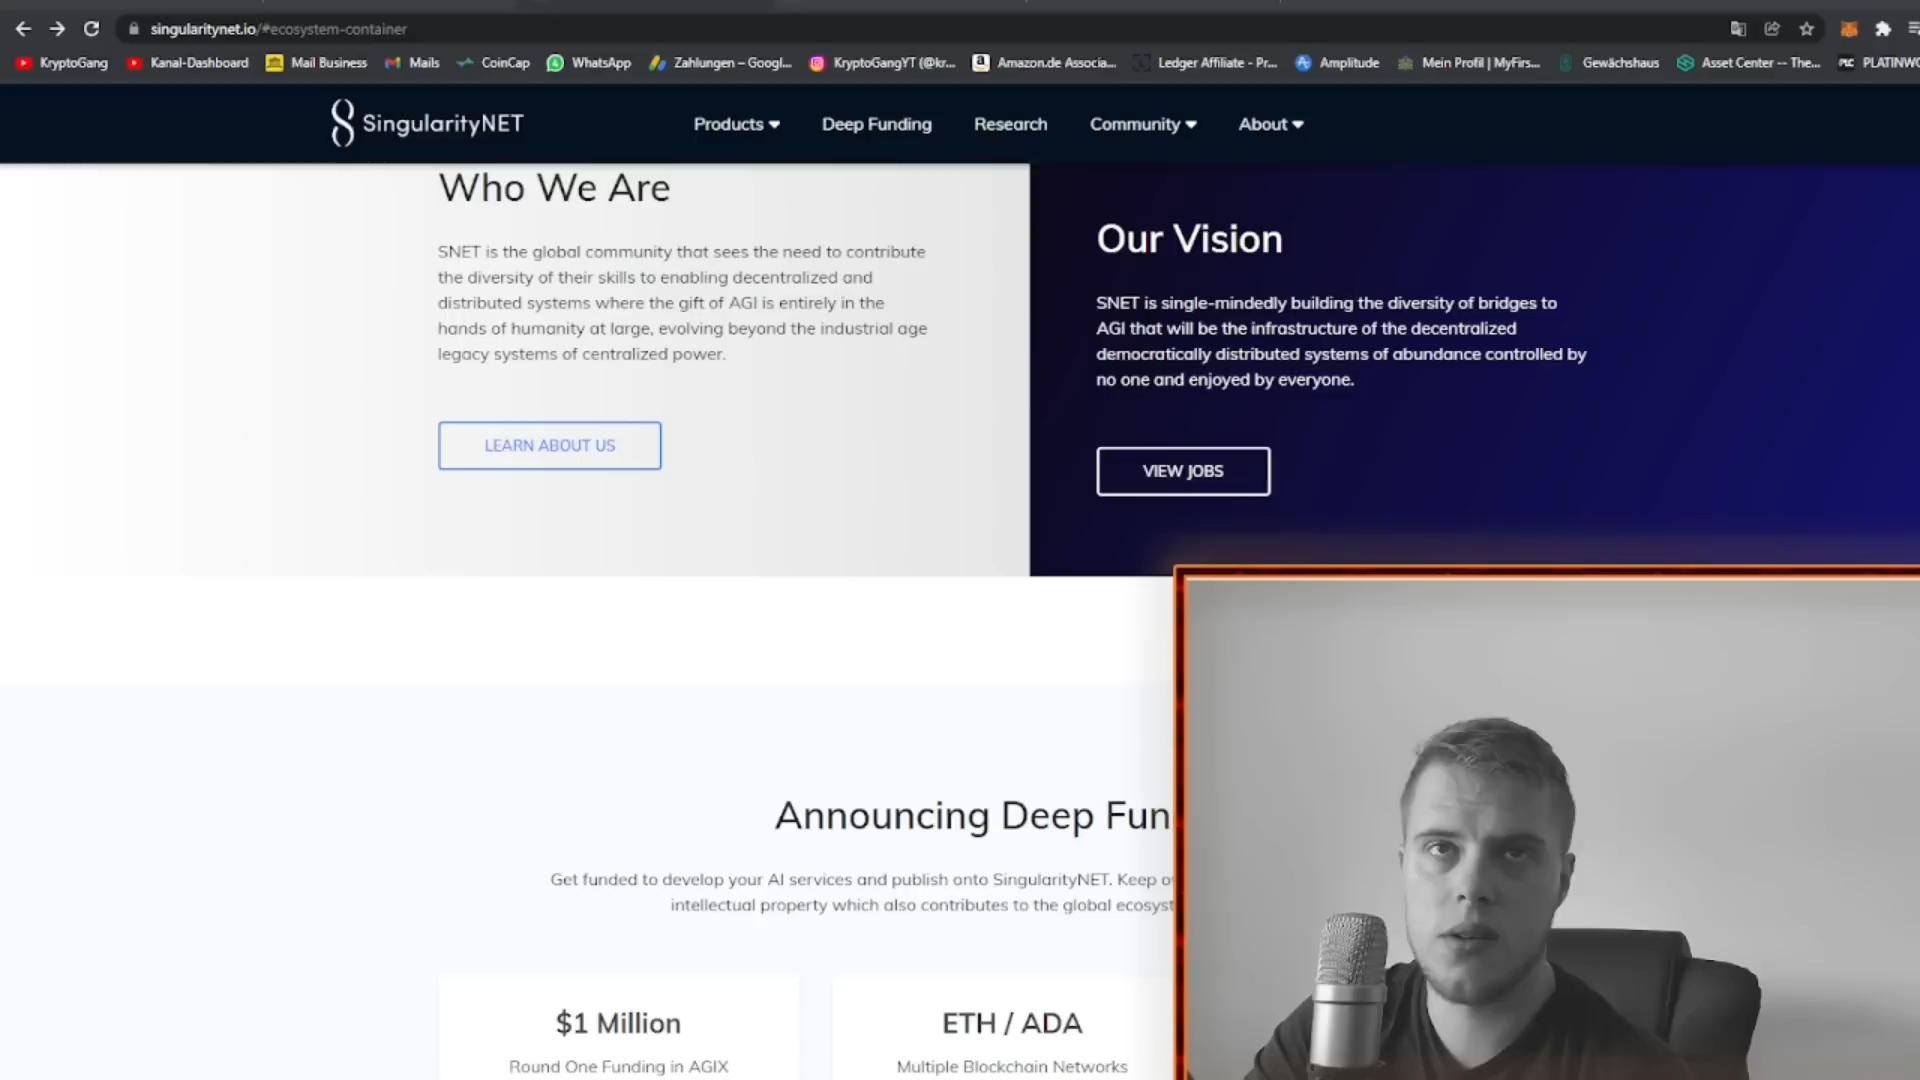 singularitynet.io/#ecosystem-container
KryptoGang
Kanal-Dashboard
Mail Business
Mails
CoinCap
WhatsApp
Zahlungen – Googl...
KryptoGangYT (@kr...
Amazon.de Associa...
Ledger Affiliate - Pr...
Amplitude
Mein Profil | MyFirs...
Gewächshaus
Asset Center -- The...
PLC PLATINWO
SingularityNET
Products
Deep Funding
Research
Community
About
Who We Are
SNET is the global community that sees the need to contribute
the diversity of their skills to enabling decentralized and
distributed systems where the gift of AGI is entirely in the
hands of humanity at large, evolving beyond the industrial age
legacy systems of centralized power.
LEARN ABOUT US
Our Vision
SNET is single-mindedly building the diversity of bridges to
AGI that will be the infrastructure of the decentralized
democratically distributed systems of abundance controlled by
no one and enjoyed by everyone.
VIEW JOBS
Announcing Deep Fun
Get funded to develop your AI services and publish onto SingularityNET. Keep o
intellectual property which also contributes to the global ecosyst
$1 Million
Round One Funding in AGIX
ETH / ADA
Multiple Blockchain Networks